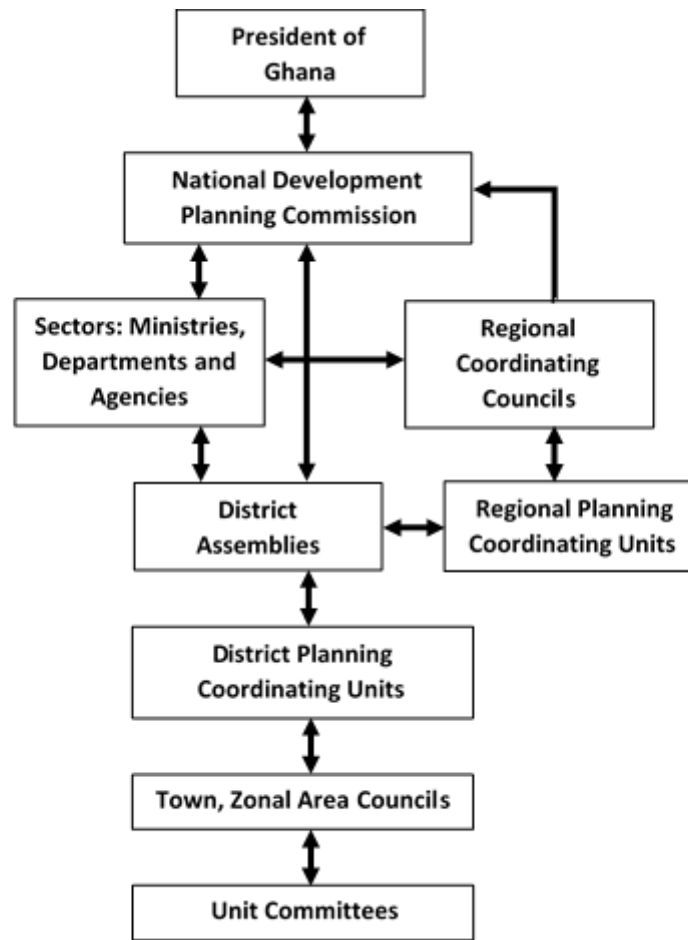 President of
Ghana
National Development
Planning Commission
Sectors: Ministries,
Departments and
Agencies
Regional
Coordinating
Councils
District
Assemblies
Regional Planning
Coordinating Units
District Planning
Coordinating Units
Town, Zonal Area Councils
Unit Committees